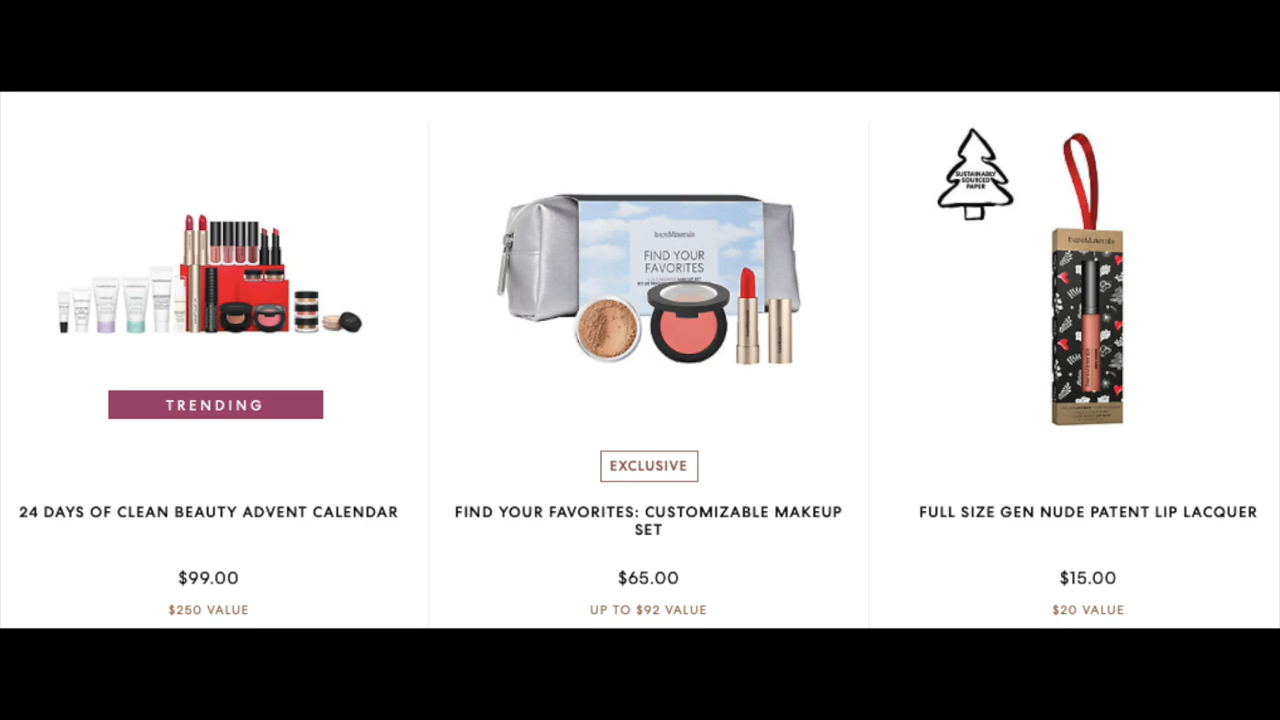 TRENDING
24 DAYS OF CLEAN BEAUTY ADVENT CALENDAR
$99.00
$250 VALUE
bareMinerals
FIND YOUR
FAVORITES
EXCLUSIVE
FIND YOUR FAVORITES: CUSTOMIZABLE MAKEUP
SET
$65.00
UP TO $92 VALUE
SUSTAINABLY
SOURCED
PAPER
bareMinerals
FULL SIZE GEN NUDE PATENT LIP LACQUER
$15.00
$20 VALUE